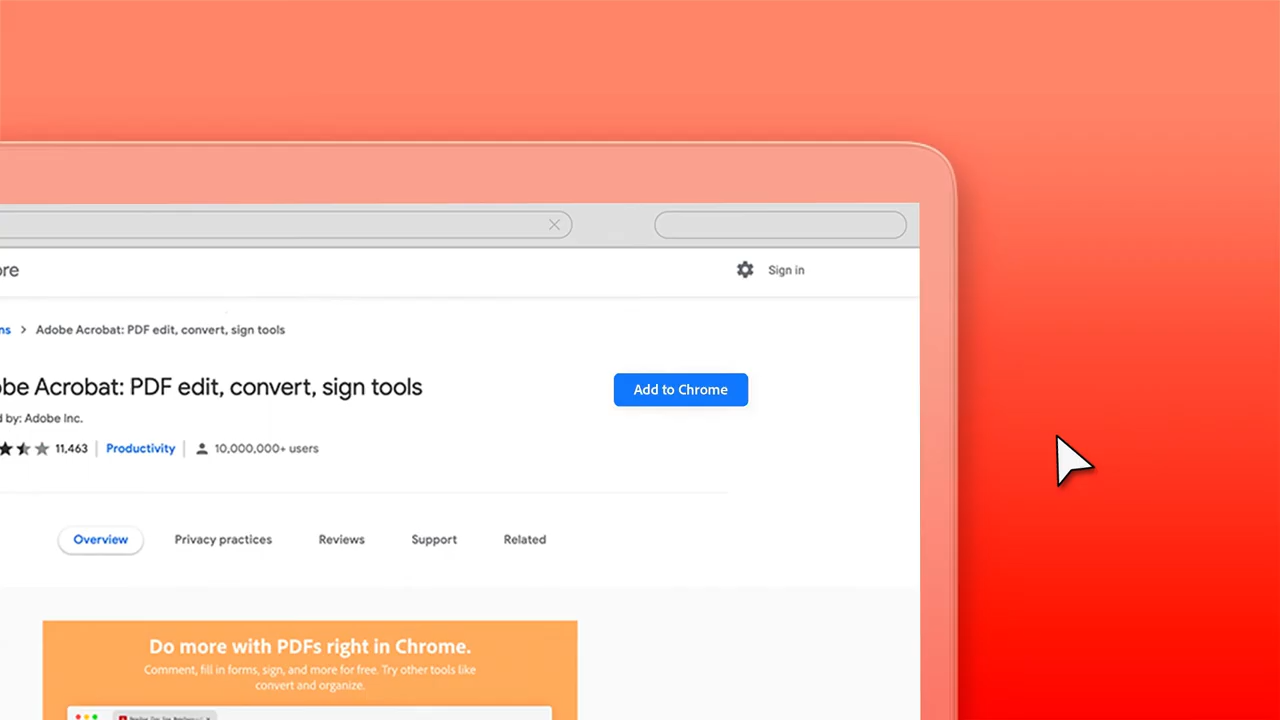 ore
Sign in
ns > Adobe Acrobat: PDF edit, convert, sign tools
be Acrobat: PDF edit, convert, sign tools
Add to Chrome
d by: Adobe Inc.
11,463 | Productivity | 10,000,000+ users
Overview
Privacy practices
Reviews
Support
Related
Do more with PDFs right in Chrome.
Comment, fill in forms, sign, and more for free. Try other tools like
convert and organize.